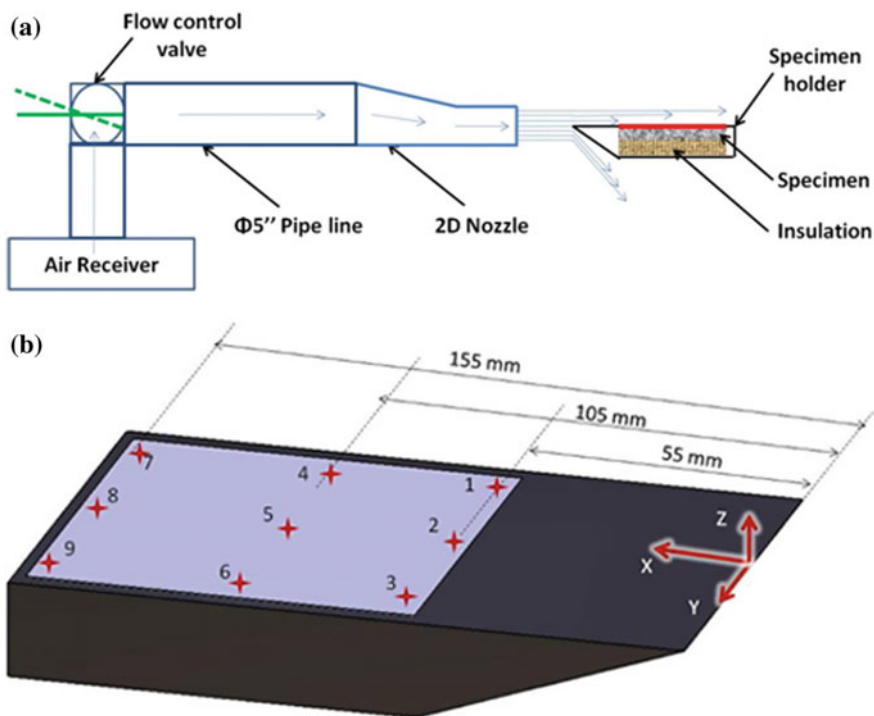 (a)
Flow control
valve
Specimen
holder
Specimen
Insulation
Φ5’’ Pipe line
2D Nozzle
Air Receiver
(b)
155 mm
105 mm
55 mm
7
4
1
8
5
2
Z
9
6
3
X
Y